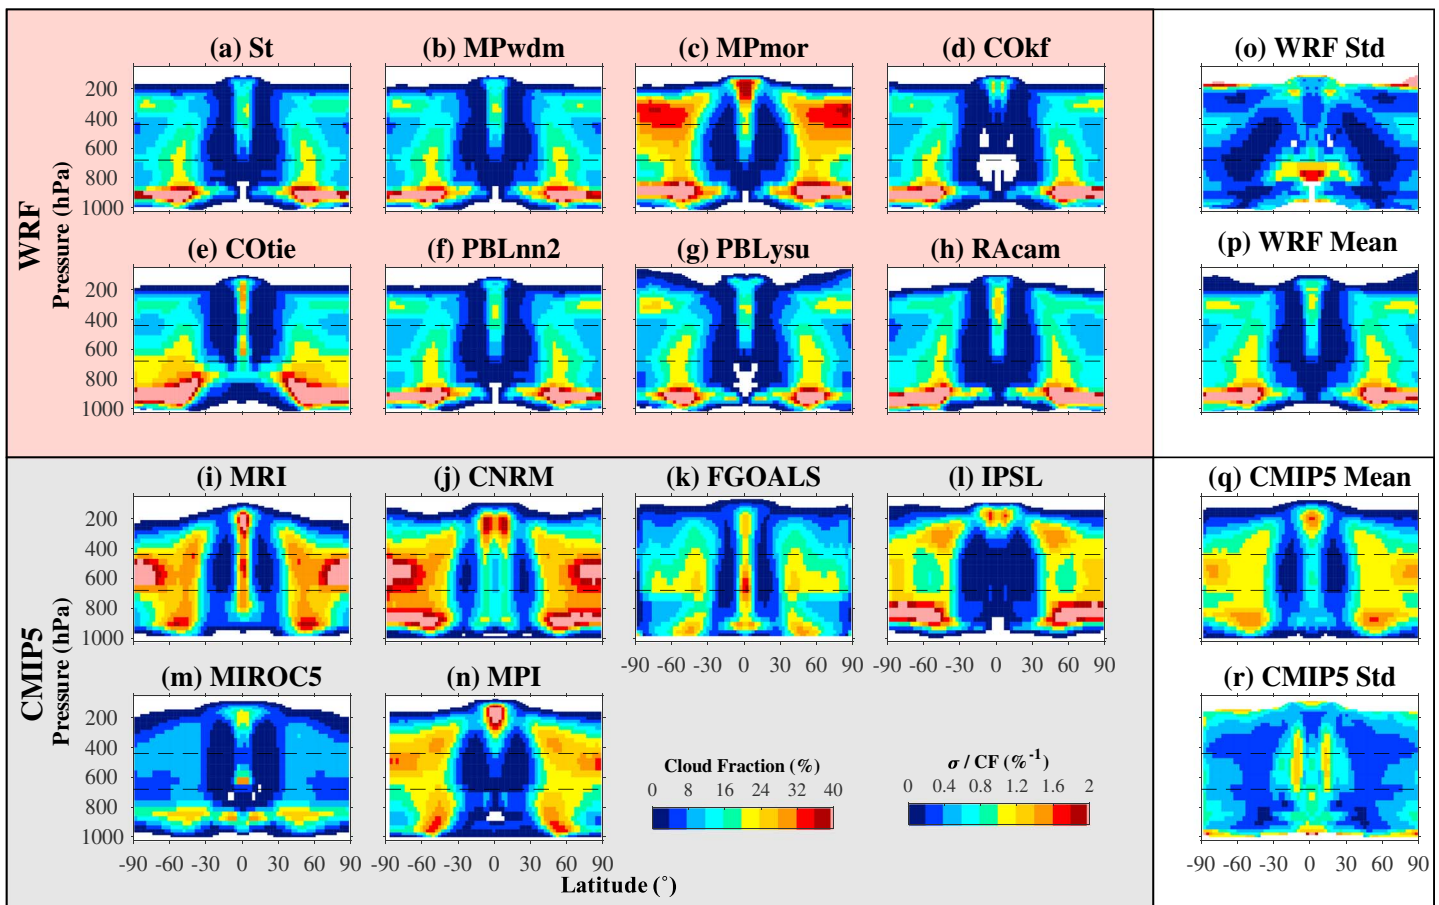 (a) St (b) MPwdm (c) MPmor (d) COkf (o) WRF Std
200
400
600
800
1000
(e) COtie (f) PBLnn2 (g) PBLysu (h) RAcam (p) WRF Mean
200
400
600
800
1000
WRF
Pressure (hPa)
(i) MRI (j) CNRM (k) FGOALS (l) IPSL (q) CMIP5 Mean
200
400
600
800
1000
-90 -60 -30 0 30 60 90 -90 -60 -30 0 30 60 90
(m) MIROC5 (n) MPI (r) CMIP5 Std
200
400
600
800
1000
CMIP5
Pressure (hPa)
Cloud Fraction (%)
0 8 16 24 32 40
σ / CF (%-1)
0 0.4 0.8 1.2 1.6 2
-90 -60 -30 0 30 60 90 -90 -60 -30 0 30 60 90 -90 -60 -30 0 30 60 90
Latitude (˚)